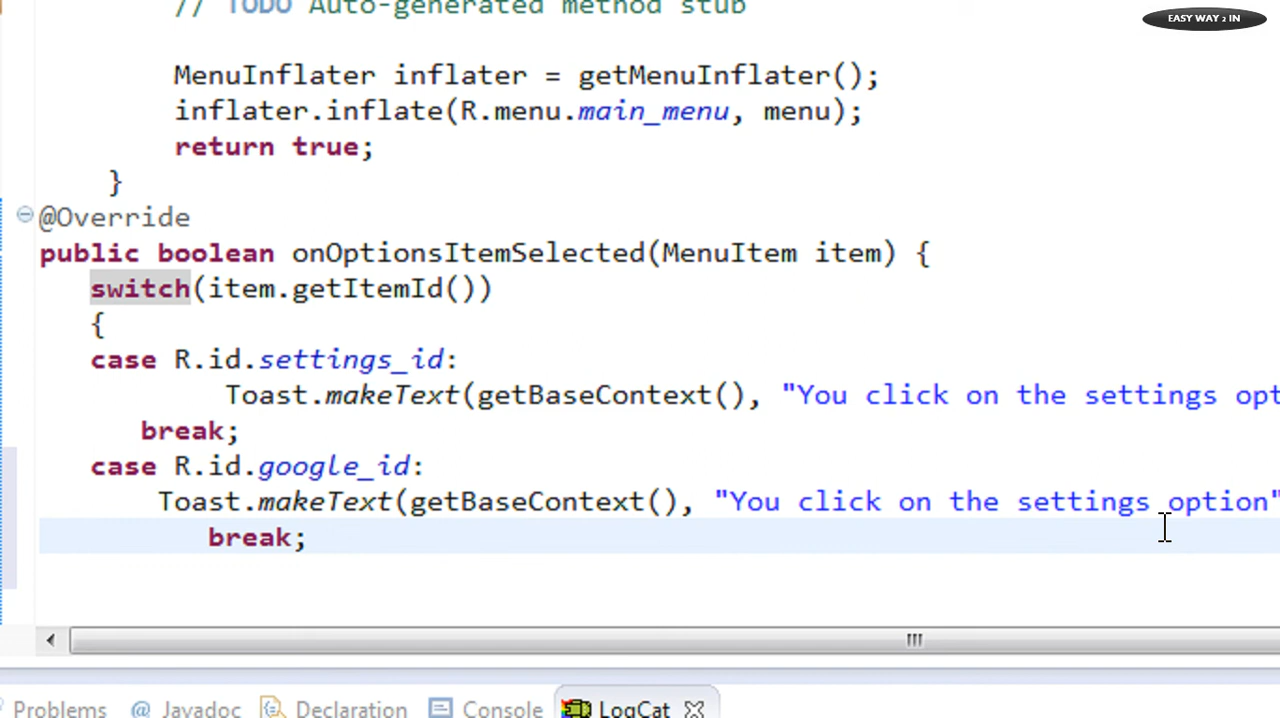 // TODO Auto-generated method stub
EASY WAY 2 IN
MenuInflater inflater = getMenuInflater();
inflater.inflate(R.menu.main_menu, menu);
return true;
}
@Override
public boolean onOptionsItemSelected(MenuItem item) {
switch(item.getItemId())
{
case R.id.settings_id:
Toast.makeText(getBaseContext(), "You click on the settings opt
break;
case R.id.google_id:
Toast.makeText(getBaseContext(), "You click on the settings option"
break;
Problems @ Javadoc Declaration Console LogCat